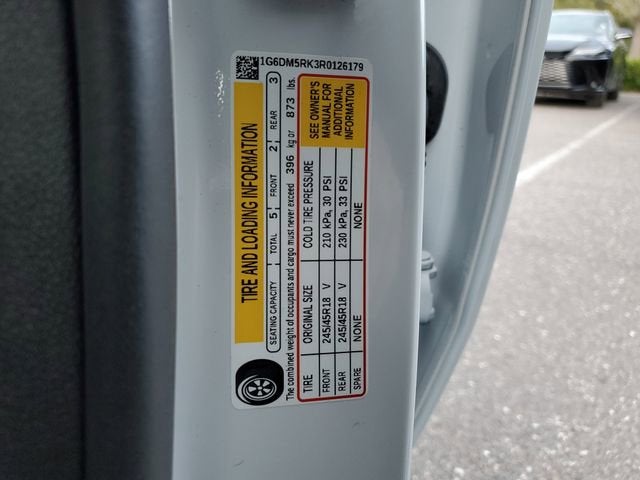 1G6DM5RK3R0126179
TIRE AND LOADING INFORMATION
SEATING CAPACITY TOTAL 5 FRONT 2 REAR 3
The combined weight of occupants and cargo must never exceed 396 kg or 873 lbs.
TIRE ORIGINAL SIZE COLD TIRE PRESSURE
FRONT 245/45R18 V 210 kPa, 30 PSI
REAR 245/45R18 V 230 kPa, 33 PSI
SPARE NONE NONE
SEE OWNER'S
MANUAL FOR
ADDITIONAL
INFORMATION